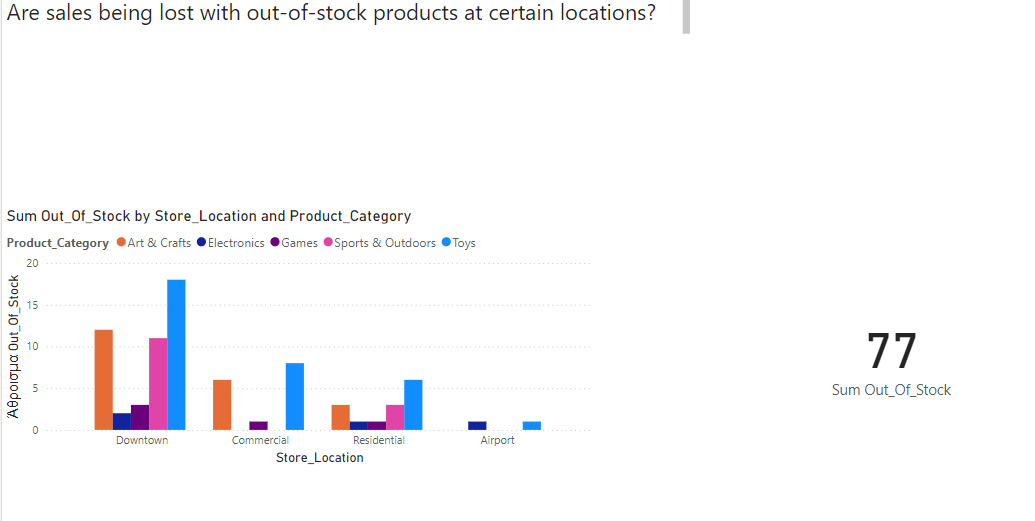 Are sales being lost with out-of-stock products at certain locations?
Sum Out_Of_Stock by Store_Location and Product_Category
Product_Category Art & Crafts Electronics Games Sports & Outdoors Toys
Άθροισμα Out_Of_Stock
20
15
10
5
0
Downtown Commercial Residential Airport
Store_Location
77
Sum Out_Of_Stock